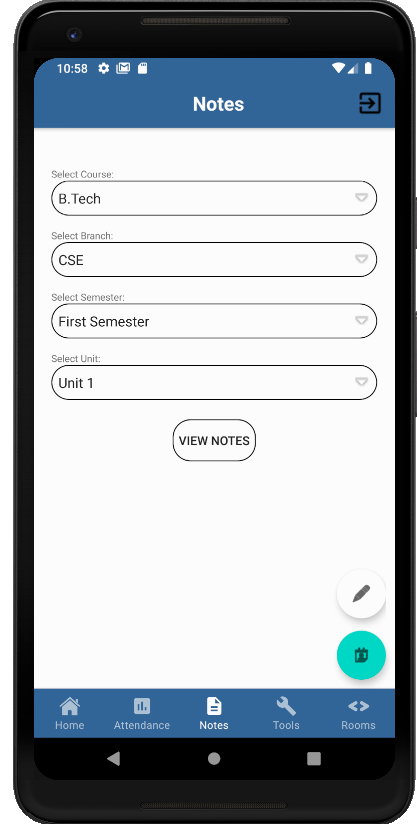 10:58
Notes
Select Course:
B.Tech
Select Branch:
CSE
Select Semester:
First Semester
Select Unit:
Unit 1
VIEW NOTES
Home Attendance Notes Tools Rooms